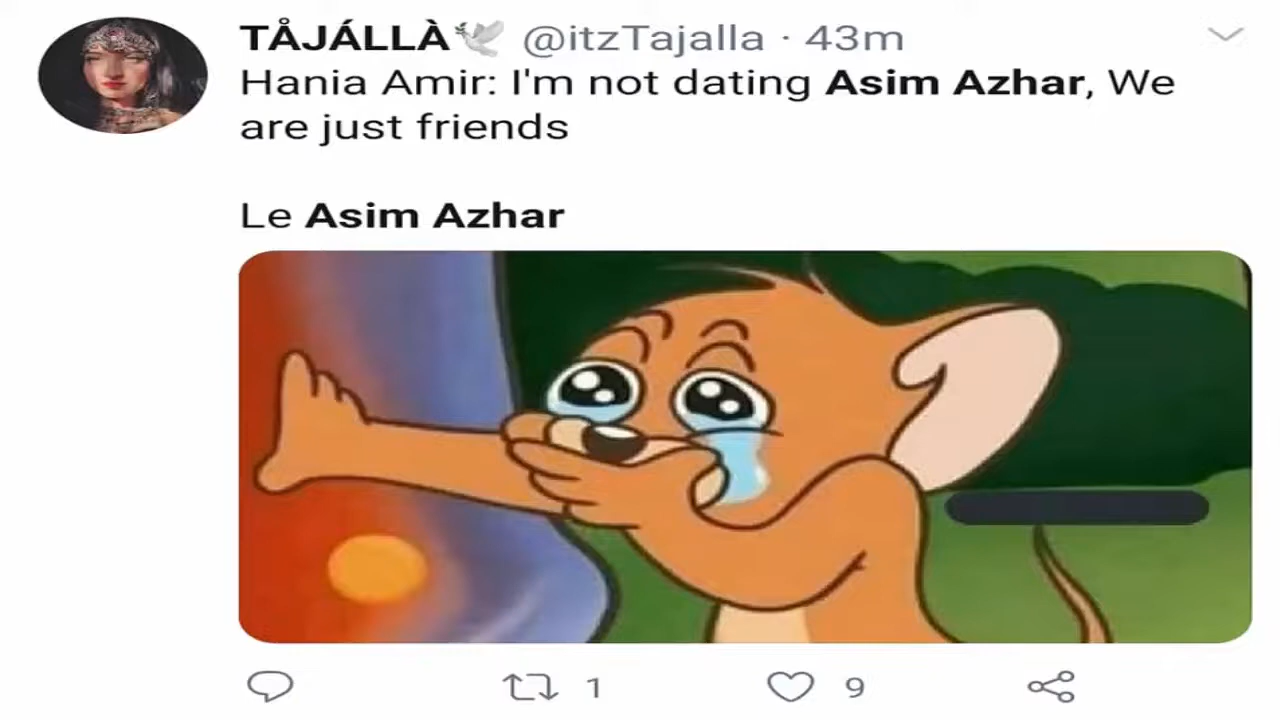 TÅJÁLLÀ🕊 @itzTajalla · 43m
Hania Amir: I'm not dating Asim Azhar, We
are just friends
Le Asim Azhar
1
9